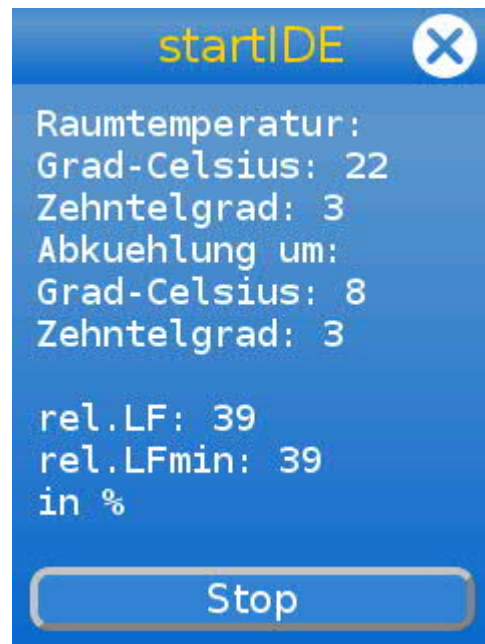 startIDE
Raumtemperatur:
Grad-Celsius: 22
Zehntelgrad: 3
Abkuehlung um:
Grad-Celsius: 8
Zehntelgrad: 3
rel.LF: 39
rel.LFmin: 39
in %
Stop